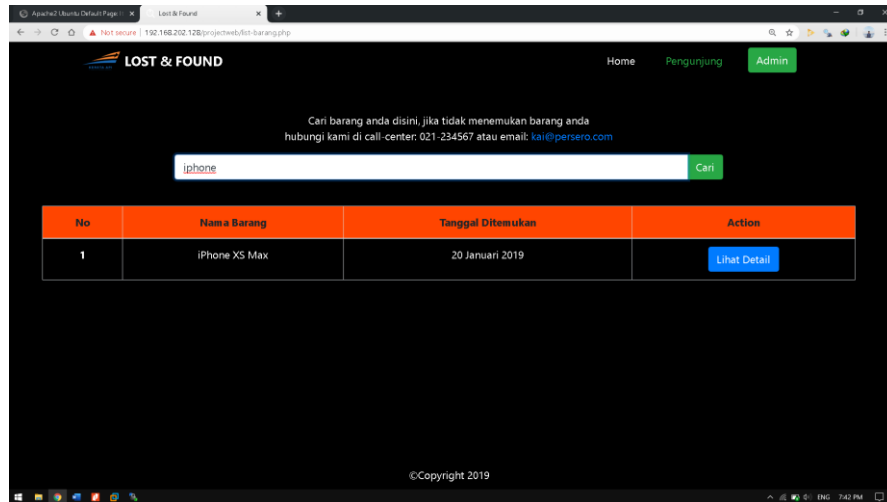 Apache2 Ubuntu Default Page: I
Lost & Found
Not secure | 192.168.202.128/projectweb/list-barang.php
LOST & FOUND
Home
Pengunjung
Admin
Cari barang anda disini, jika tidak menemukan barang anda
hubungi kami di call-center: 021-234567 atau email: kai@persero.com
iphone
Cari
No Nama Barang Tanggal Ditemukan Action
1 iPhone XS Max 20 Januari 2019 Lihat Detail
©Copyright 2019
ENG 7:42 PM